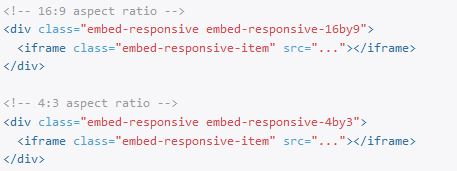 <!-- 16:9 aspect ratio -->
<div class="embed-responsive embed-responsive-16by9">
  <iframe class="embed-responsive-item" src="..."></iframe>
</div>

<!-- 4:3 aspect ratio -->
<div class="embed-responsive embed-responsive-4by3">
  <iframe class="embed-responsive-item" src="..."></iframe>
</div>